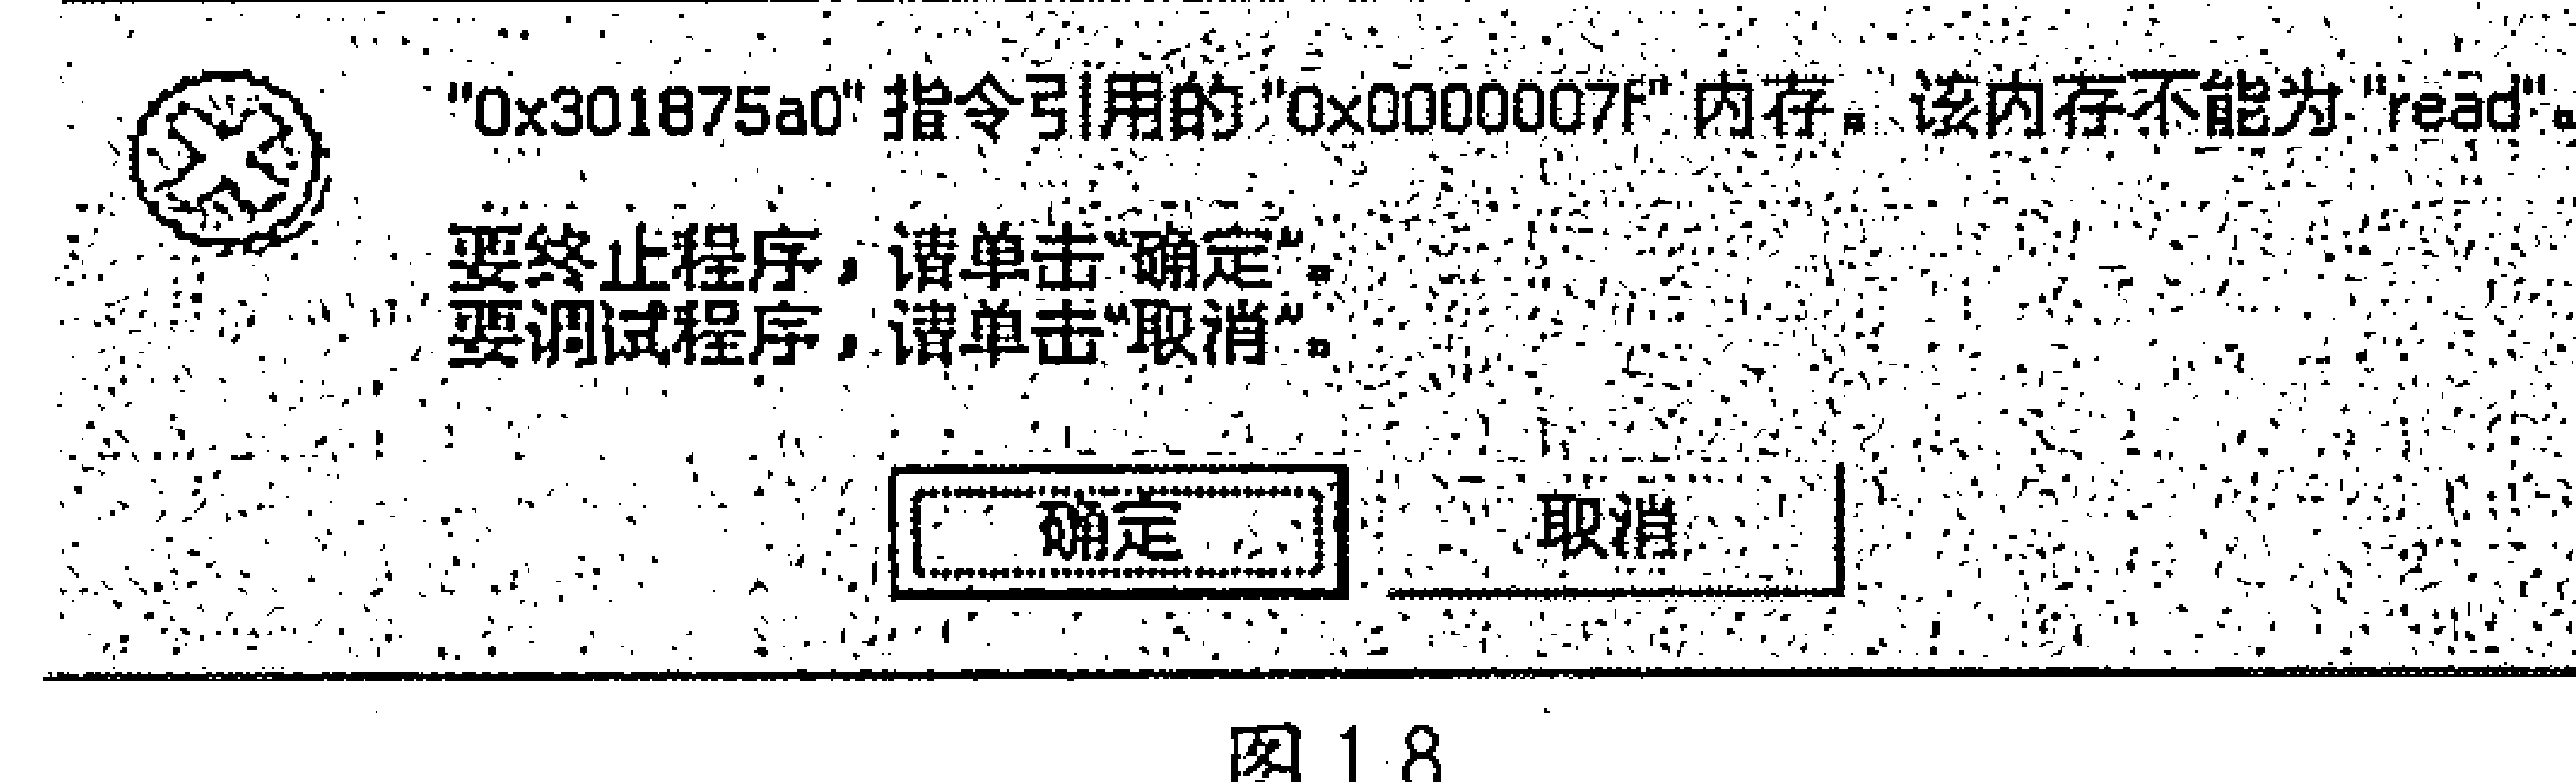 "0x301875a0" 指令引用的 "0x0000007f" 内存。该内存不能为 "read"。
要终止程序，请单击“确定”。
要调试程序，请单击“取消”。
确定 取消
图18